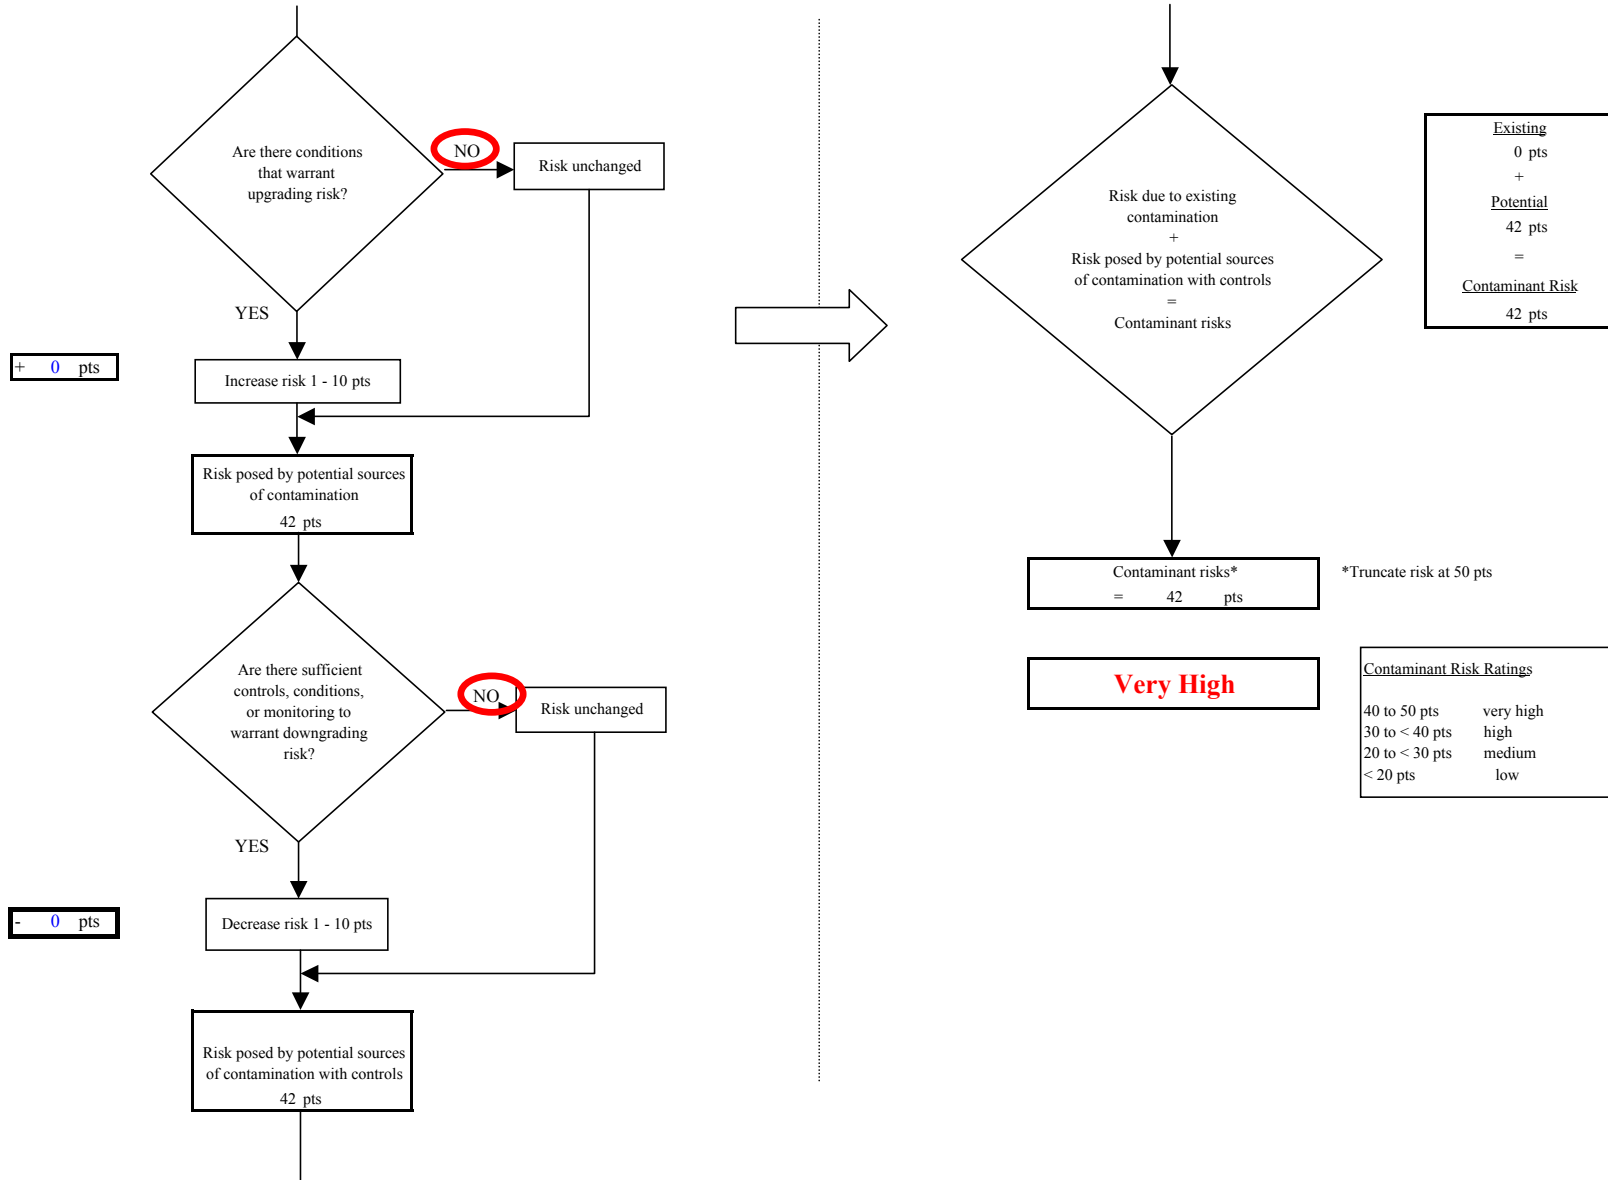 Are there conditions
that warrant
upgrading risk?
NO
Risk unchanged
YES
+ 0 pts
Increase risk 1 - 10 pts
Risk posed by potential sources
of contamination
42 pts
Are there sufficient
controls, conditions,
or monitoring to
warrant downgrading
risk?
NO
Risk unchanged
YES
- 0 pts
Decrease risk 1 - 10 pts
Risk posed by potential sources
of contamination with controls
42 pts
Risk due to existing
contamination
+
Risk posed by potential sources
of contamination with controls
=
Contaminant risks
Existing
0 pts
+
Potential
42 pts
=
Contaminant Risk
42 pts
Contaminant risks*
= 42 pts
*Truncate risk at 50 pts
Very High
Contaminant Risk Ratings
40 to 50 pts very high
30 to < 40 pts high
20 to < 30 pts medium
< 20 pts low